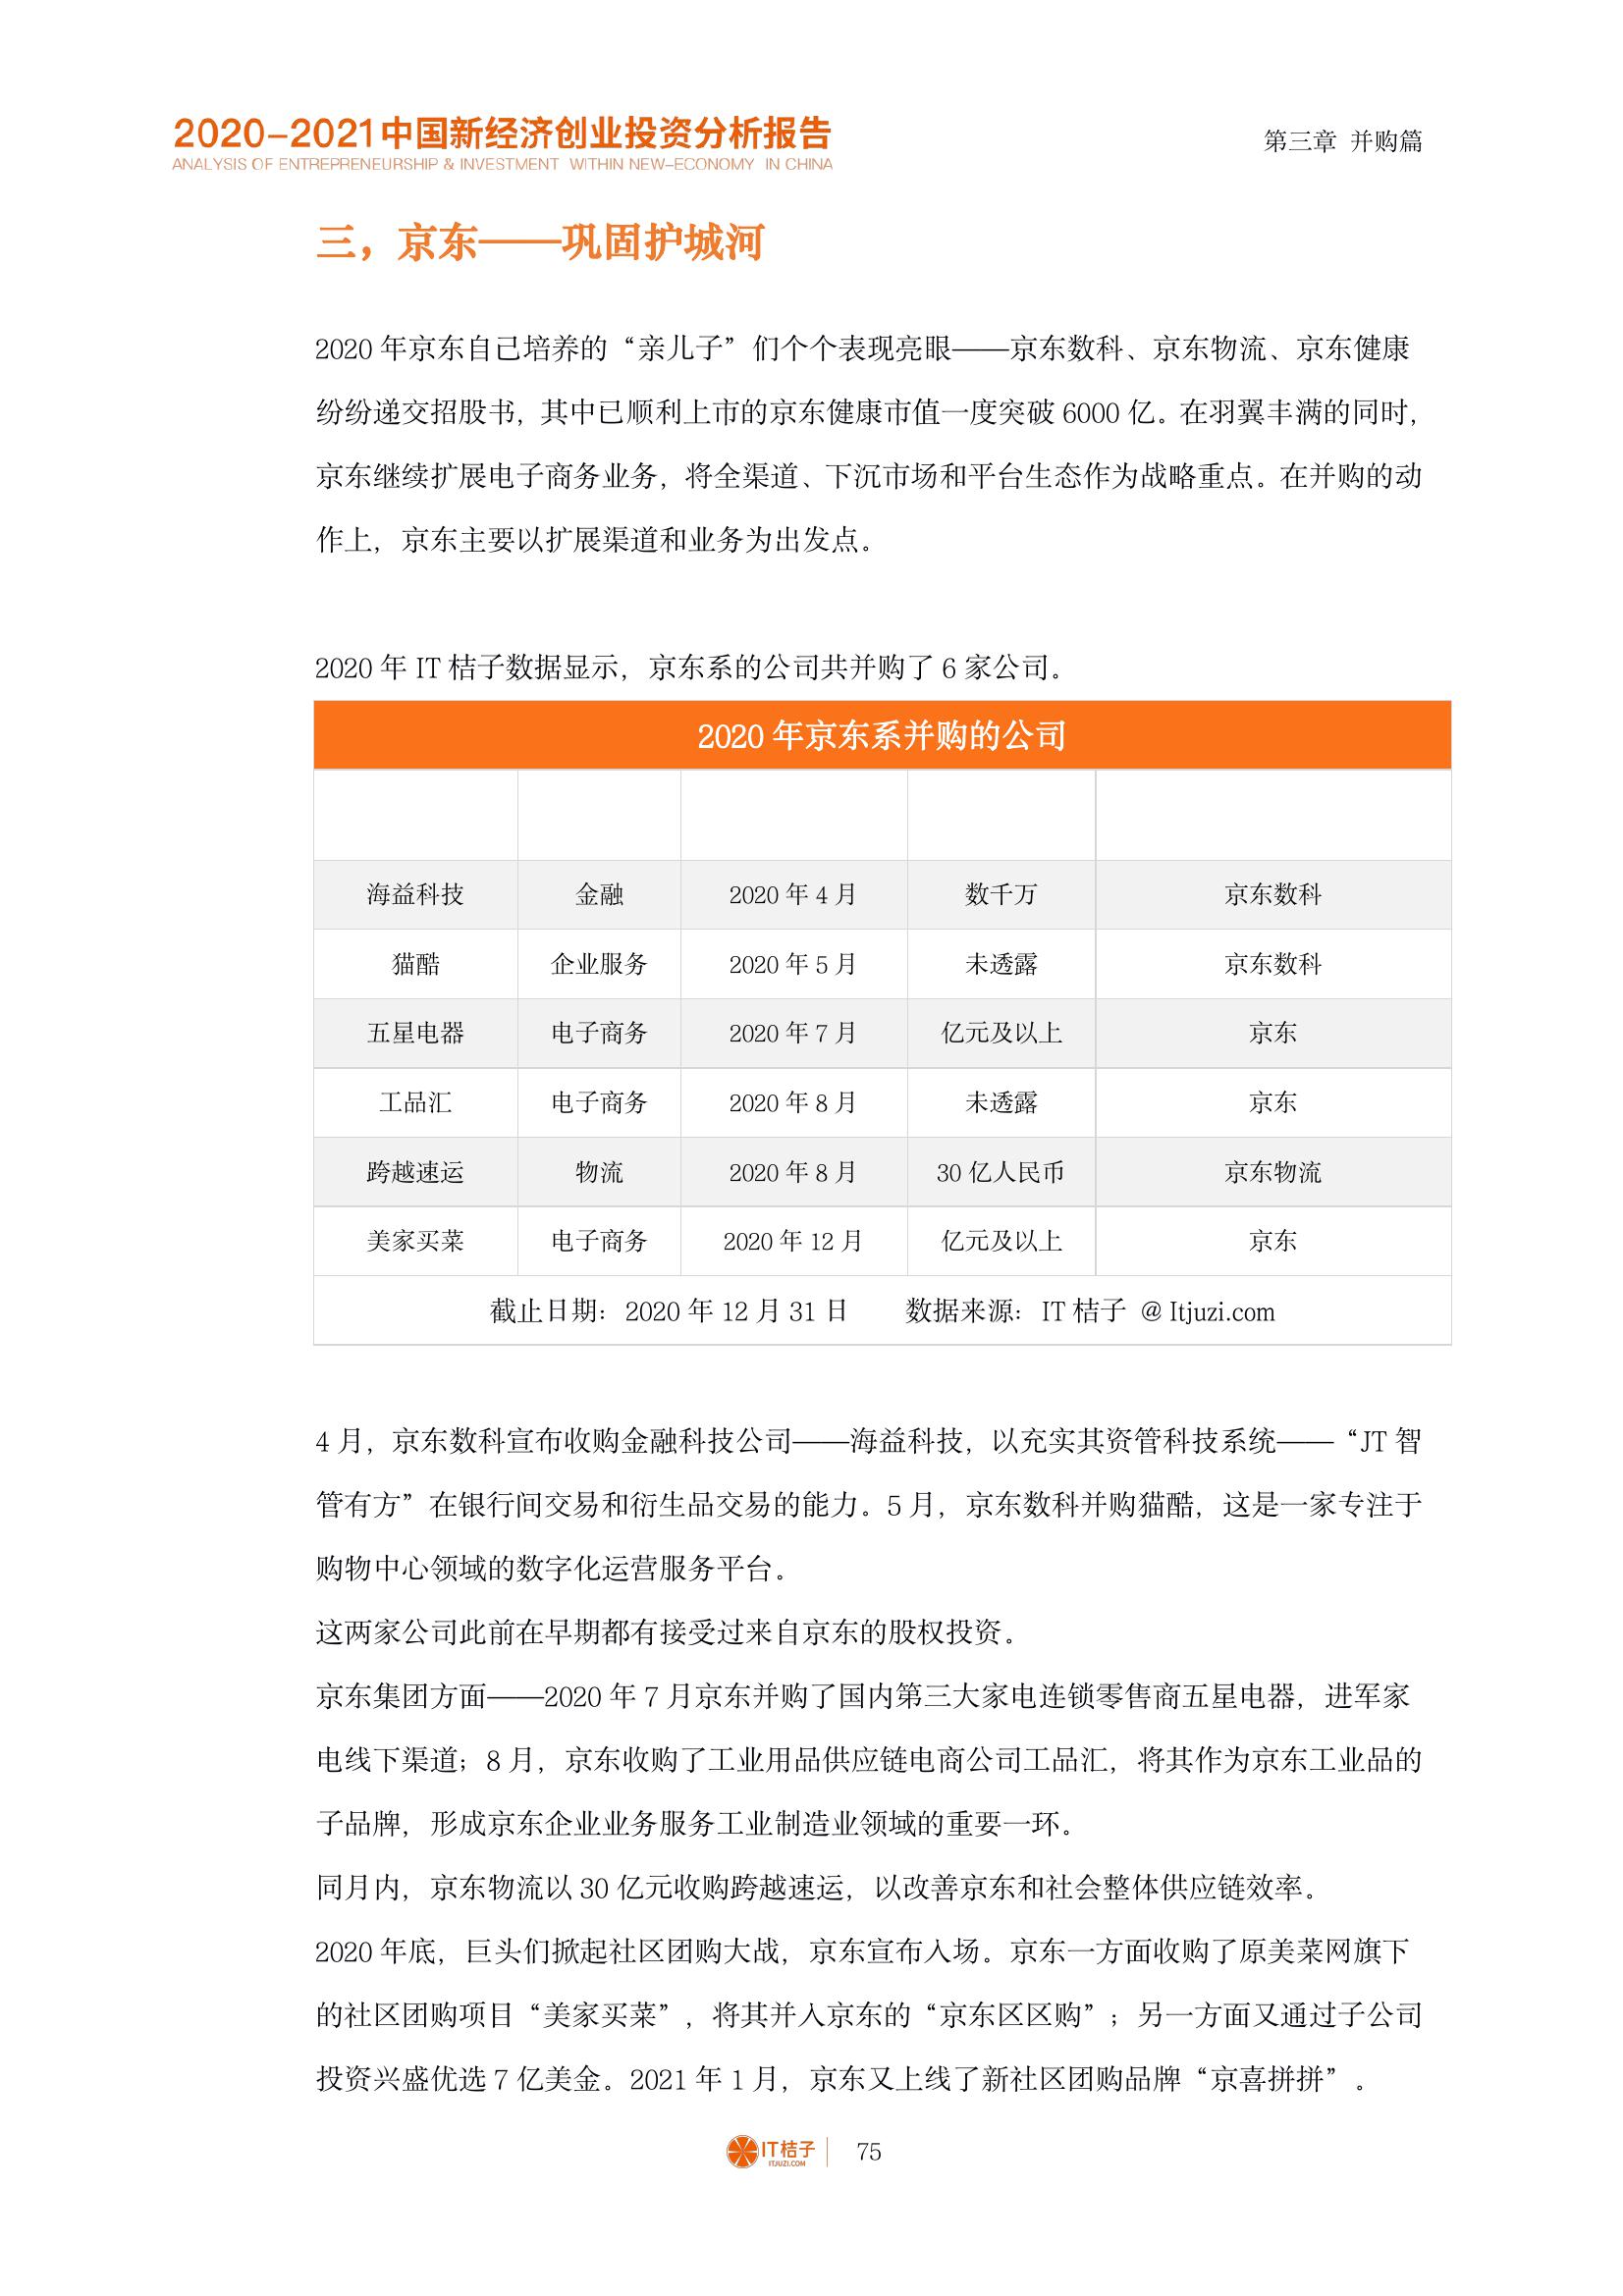 2020-2021中国新经济创业投资分析报告
ANALYSIS OF ENTREPRENEURSHIP & INVESTMENT WITHIN NEW-ECONOMY IN CHINA
第三章 并购篇
三，京东——巩固护城河
2020 年京东自己培养的“亲儿子”们个个表现亮眼——京东数科、京东物流、京东健康
纷纷递交招股书，其中已顺利上市的京东健康市值一度突破 6000 亿。在羽翼丰满的同时，
京东继续扩展电子商务业务，将全渠道、下沉市场和平台生态作为战略重点。在并购的动
作上，京东主要以扩展渠道和业务为出发点。
2020 年 IT 桔子数据显示，京东系的公司共并购了 6 家公司。
2020 年京东系并购的公司
海益科技 金融 2020 年 4 月 数千万 京东数科
猫酷 企业服务 2020 年 5 月 未透露 京东数科
五星电器 电子商务 2020 年 7 月 亿元及以上 京东
工品汇 电子商务 2020 年 8 月 未透露 京东
跨越速运 物流 2020 年 8 月 30 亿人民币 京东物流
美家买菜 电子商务 2020 年 12 月 亿元及以上 京东
截止日期：2020 年 12 月 31 日 数据来源：IT 桔子 @ Itjuzi.com
4 月，京东数科宣布收购金融科技公司——海益科技，以充实其资管科技系统——“JT 智
管有方”在银行间交易和衍生品交易的能力。5 月，京东数科并购猫酷，这是一家专注于
购物中心领域的数字化运营服务平台。
这两家公司此前在早期都有接受过来自京东的股权投资。
京东集团方面——2020 年 7 月京东并购了国内第三大家电连锁零售商五星电器，进军家
电线下渠道；8 月，京东收购了工业用品供应链电商公司工品汇，将其作为京东工业品的
子品牌，形成京东企业业务服务工业制造业领域的重要一环。
同月内，京东物流以 30 亿元收购跨越速运，以改善京东和社会整体供应链效率。
2020 年底，巨头们掀起社区团购大战，京东宣布入场。京东一方面收购了原美菜网旗下
的社区团购项目“美家买菜”，将其并入京东的“京东区区购”；另一方面又通过子公司
投资兴盛优选 7 亿美金。2021 年 1 月，京东又上线了新社区团购品牌“京喜拼拼”。
IT桔子
ITJUZI.COM
75